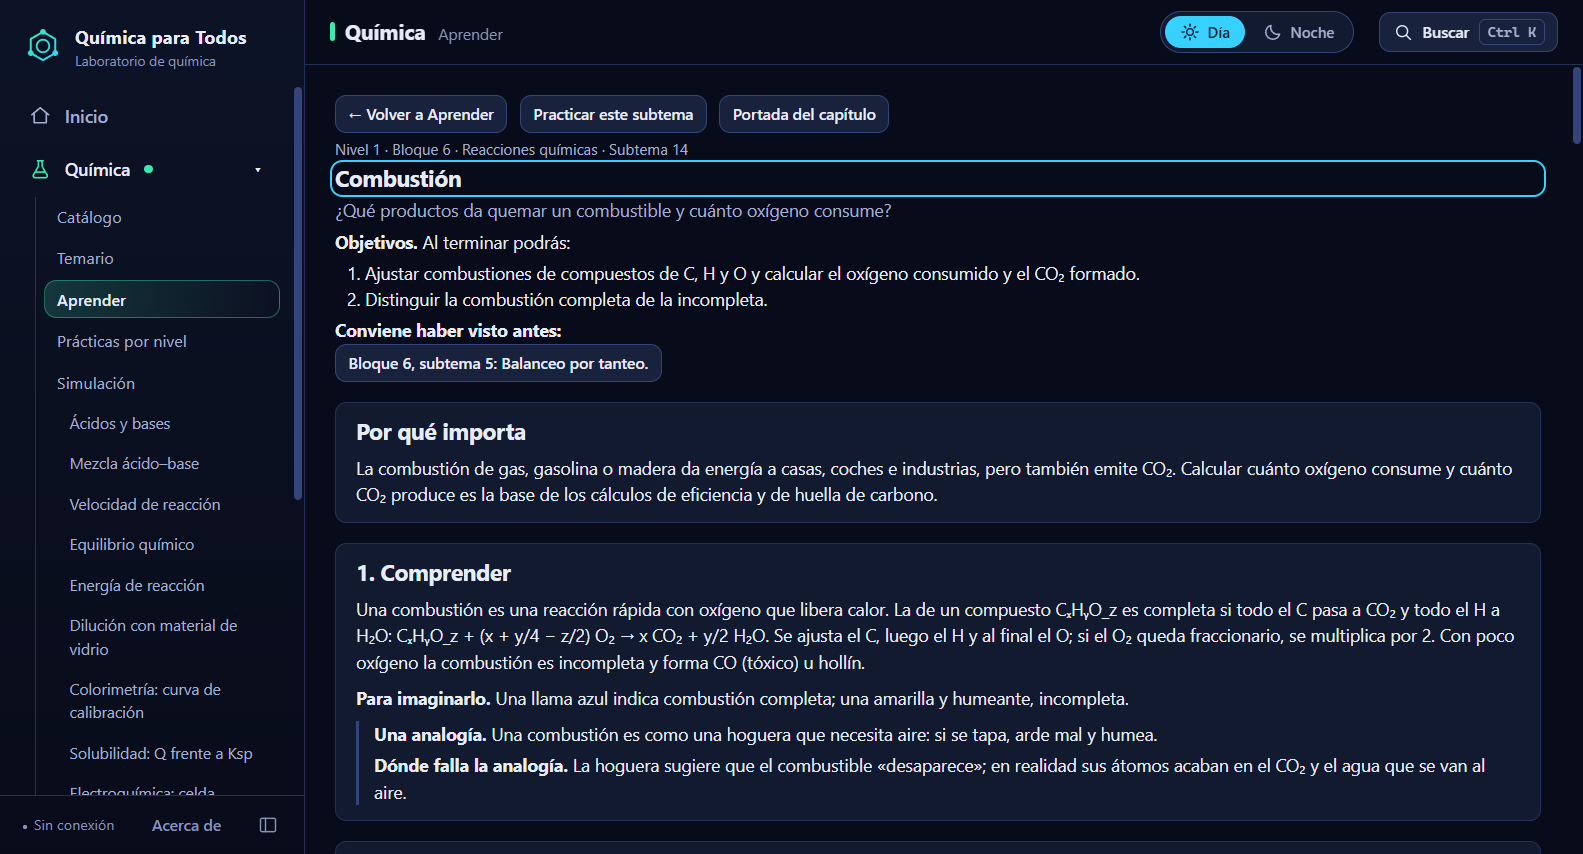 Química para Todos
Laboratorio de química
Inicio
Química
Catálogo
Temario
Aprender
Prácticas por nivel
Simulación
Ácidos y bases
Mezcla ácido–base
Velocidad de reacción
Equilibrio químico
Energía de reacción
Dilución con material de
vidrio
Colorimetría: curva de
calibración
Solubilidad: Q frente a Ksp
Electroquímica: celda
Sin conexión
Acerca de
Química Aprender
Día
Noche
Buscar Ctrl K
← Volver a Aprender
Practicar este subtema
Portada del capítulo
Nivel 1 · Bloque 6 · Reacciones químicas · Subtema 14
Combustión
¿Qué productos da quemar un combustible y cuánto oxígeno consume?
Objetivos. Al terminar podrás:
1. Ajustar combustiones de compuestos de C, H y O y calcular el oxígeno consumido y el CO₂ formado.
2. Distinguir la combustión completa de la incompleta.
Conviene haber visto antes:
Bloque 6, subtema 5: Balanceo por tanteo.
Por qué importa
La combustión de gas, gasolina o madera da energía a casas, coches e industrias, pero también emite CO₂. Calcular cuánto oxígeno consume y cuánto
CO₂ produce es la base de los cálculos de eficiencia y de huella de carbono.
1. Comprender
Una combustión es una reacción rápida con oxígeno que libera calor. La de un compuesto CₓHᵧO_z es completa si todo el C pasa a CO₂ y todo el H a
H₂O: CₓHᵧO_z + (x + y/4 − z/2) O₂ → x CO₂ + y/2 H₂O. Se ajusta el C, luego el H y al final el O; si el O₂ queda fraccionario, se multiplica por 2. Con poco
oxígeno la combustión es incompleta y forma CO (tóxico) u hollín.
Para imaginarlo. Una llama azul indica combustión completa; una amarilla y humeante, incompleta.
Una analogía. Una combustión es como una hoguera que necesita aire: si se tapa, arde mal y humea.
Dónde falla la analogía. La hoguera sugiere que el combustible «desaparece»; en realidad sus átomos acaban en el CO₂ y el agua que se van al
aire.